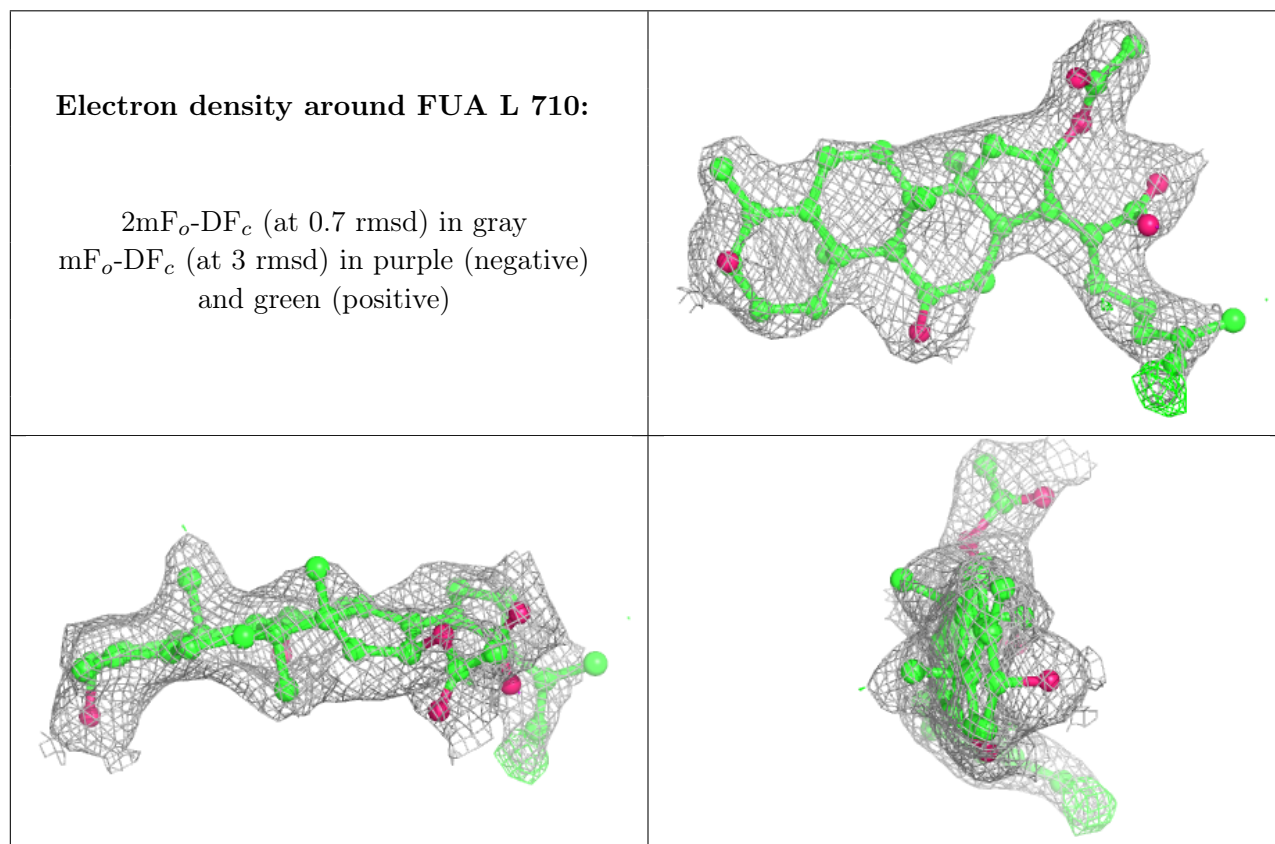 Electron density around FUA L 710:
2mFo-DFc (at 0.7 rmsd) in gray
mFo-DFc (at 3 rmsd) in purple (negative)
and green (positive)